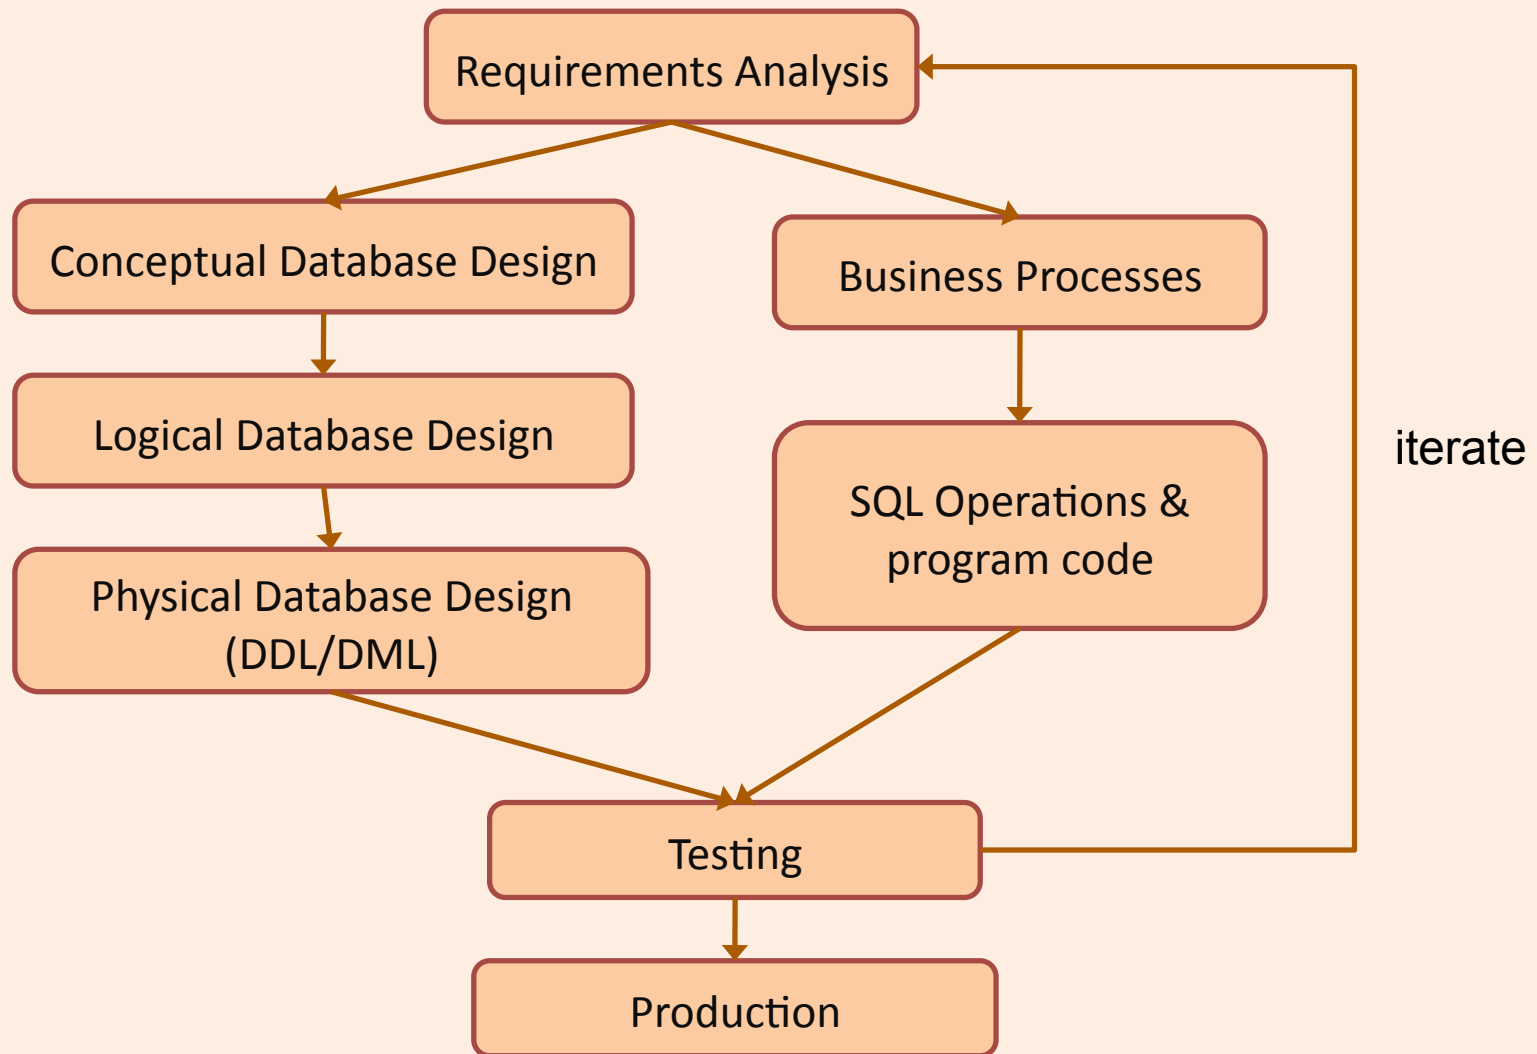 Requirements Analysis
Conceptual Database Design
Business Processes
Logical Database Design
iterate
SQL Operations &
program code
Physical Database Design
(DDL/DML)
Testing
Production